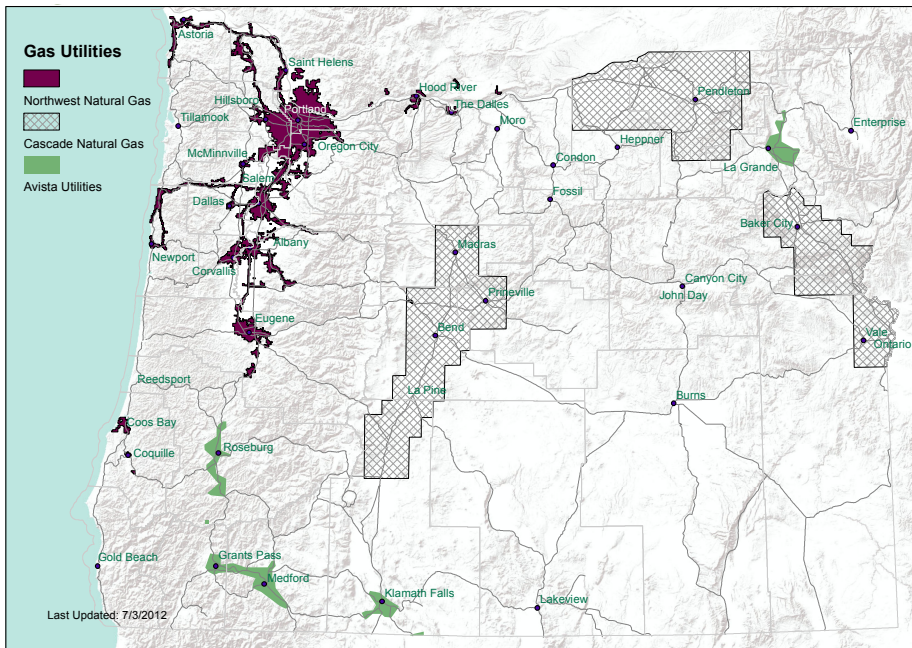 Gas Utilities
Northwest Natural Gas
Cascade Natural Gas
Avista Utilities
Astoria
Saint Helens
Hood River
Hillsboro
Portland
The Dalles
Pendleton
Tillamook
Moro
Enterprise
Oregon City
Heppner
McMinnville
Condon
La Grande
Salem
Dallas
Fossil
Baker City
Newport
Albany
Madras
Corvallis
Canyon City
John Day
Prineville
Eugene
Bend
Vale
Ontario
Reedsport
La Pine
Burns
Coos Bay
Coquille
Roseburg
Gold Beach
Grants Pass
Medford
Klamath Falls
Lakeview
Last Updated: 7/3/2012